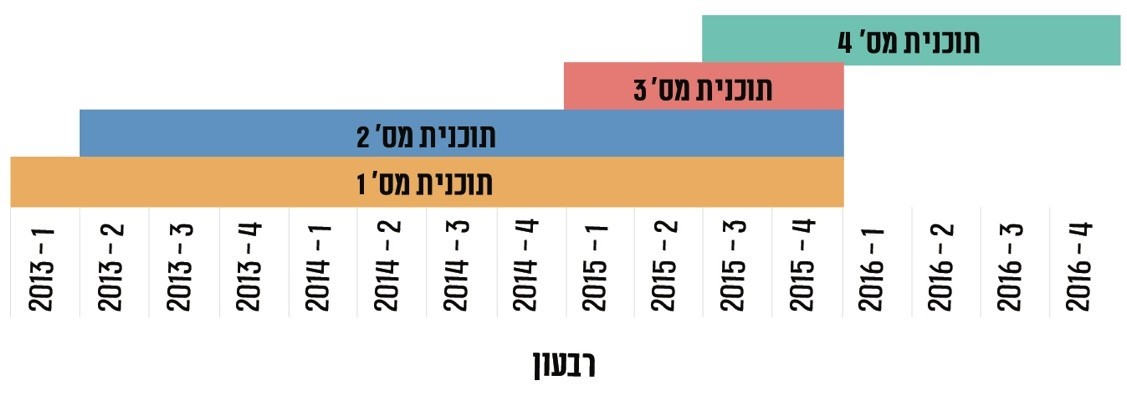 תוכנית מס' 4
תוכנית מס' 3
תוכנית מס' 2
תוכנית מס' 1
2013 - 1
2013 - 2
2013 - 3
2013 - 4
2014 - 1
2014 - 2
2014 - 3
2014 - 4
2015 - 1
2015 - 2
2015 - 3
2015 - 4
2016 - 1
2016 - 2
2016 - 3
2016 - 4
רבעון